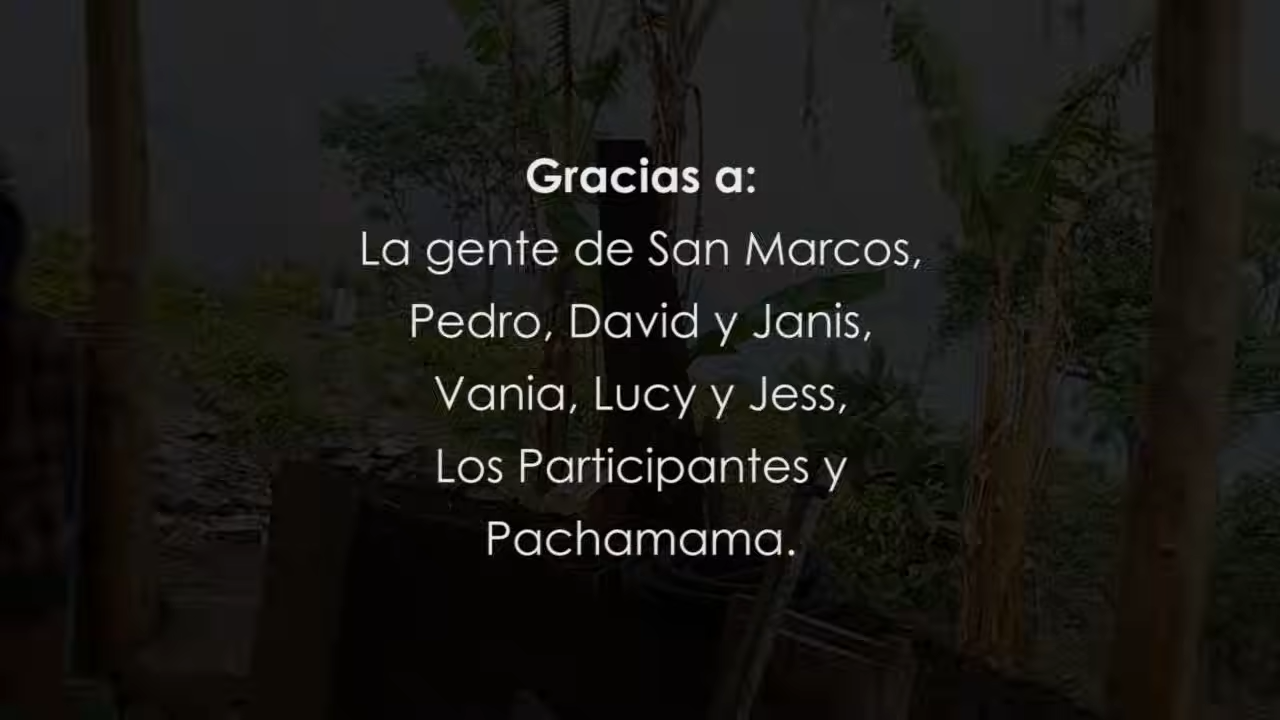 Gracias a:
La gente de San Marcos,
Pedro, David y Janis,
Vania, Lucy y Jess,
Los Participantes y
Pachamama.